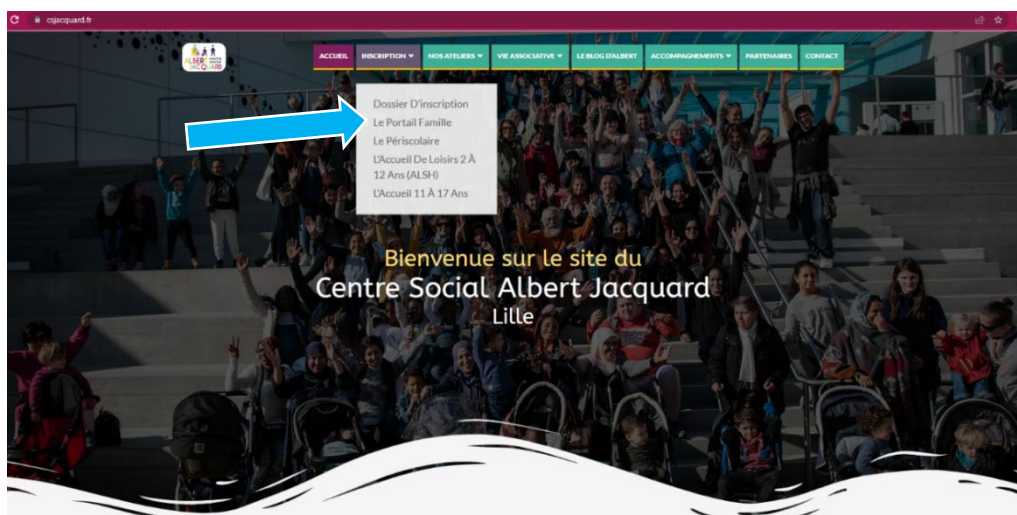 csjacquard.fr
ALBERT
JACQUARD
ACCUEIL INSCRIPTION NOS ATELIERS VIE ASSOCIATIVE LE BLOG D'ALBERT ACCOMPAGNEMENTS PARTENAIRES CONTACT
Dossier D'inscription
Le Portail Famille
Le Périscolaire
L'Accueil De Loisirs 2 À
12 Ans (ALSH)
L'Accueil 11 À 17 Ans
Bienvenue sur le site du
Centre Social Albert Jacquard
Lille